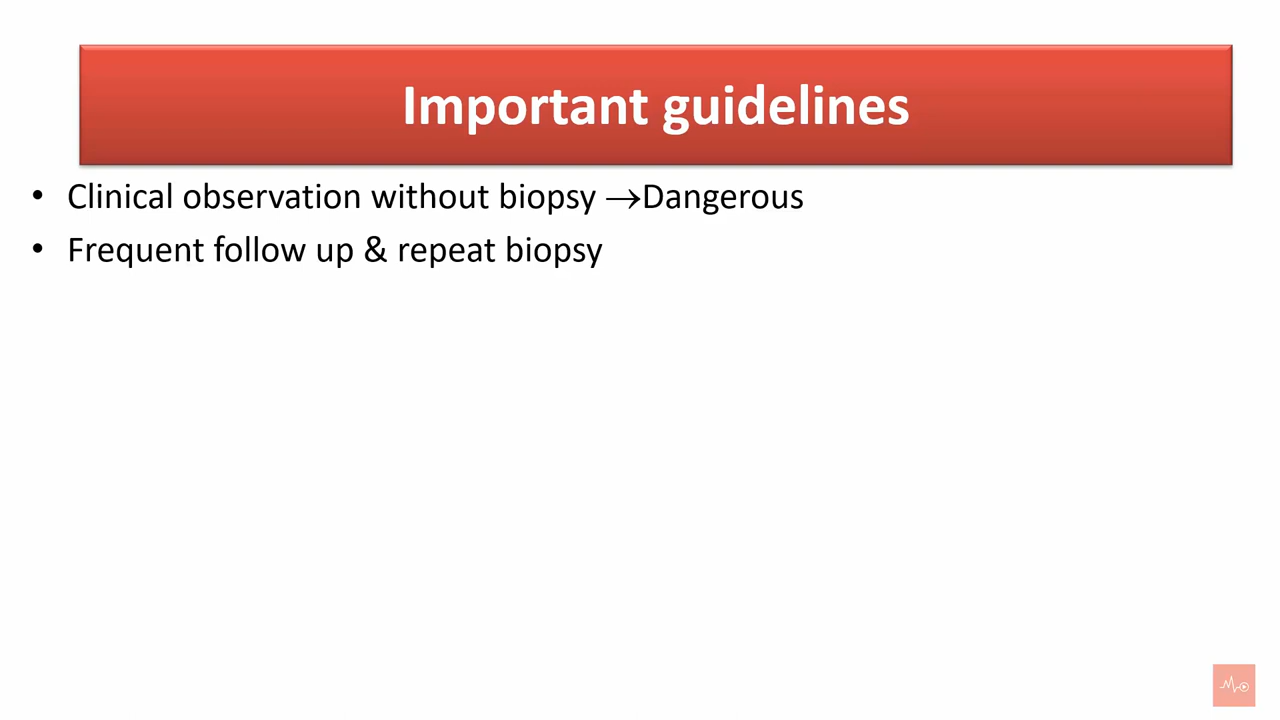 Important guidelines
• Clinical observation without biopsy →Dangerous
• Frequent follow up & repeat biopsy